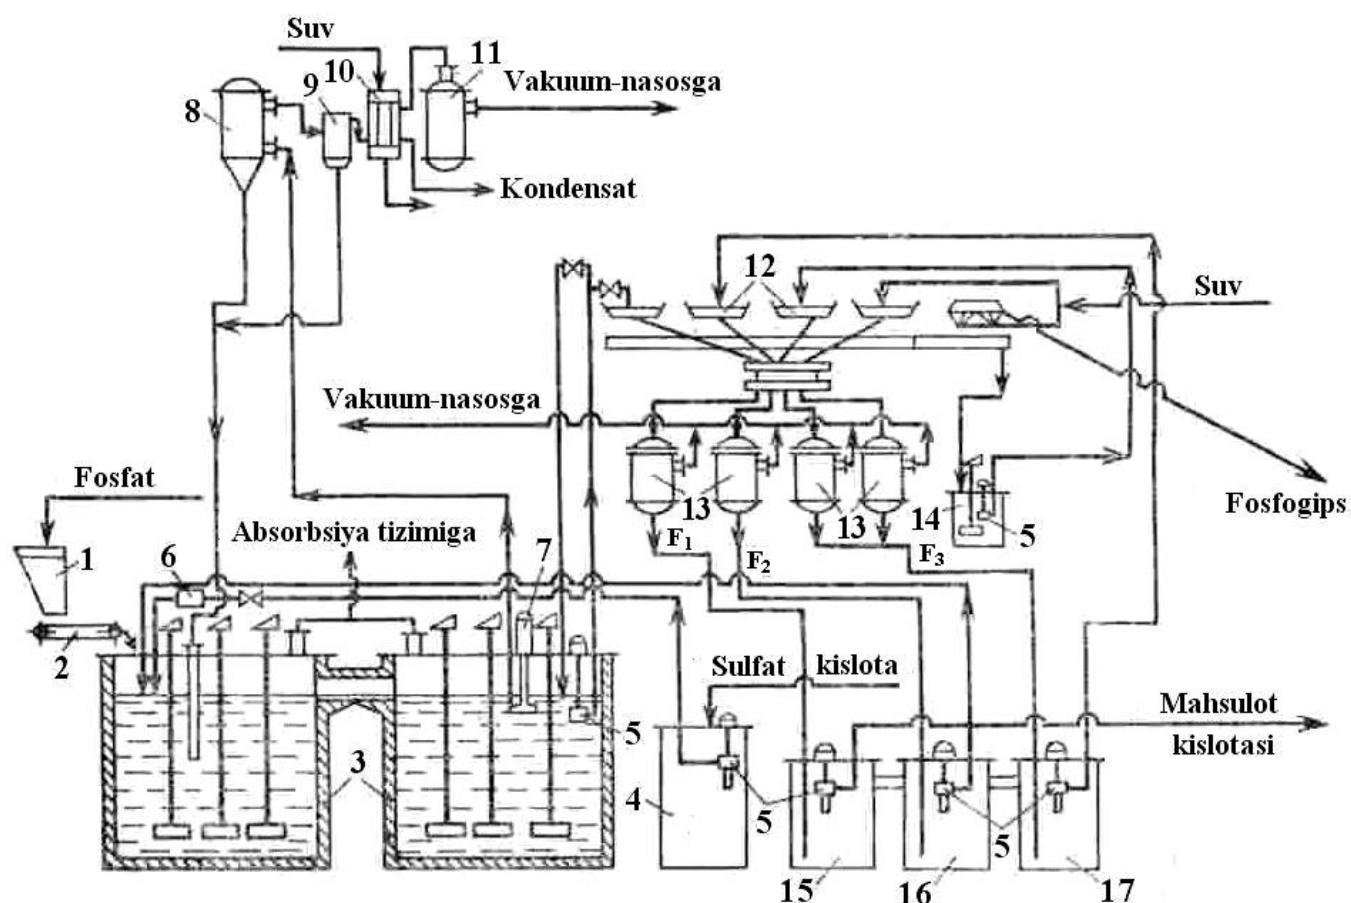 Suv
8
9
10
11
Vakuum-nasosga
Kondensat
12
Suv
Vakuum-nasosga
Fosfat
1
Absorbsiya tizimiga
13
13
14
5
Fosfogips
F1
F2
F3
6
7
2
Sulfat kislota
Mahsulot
kislotasi
3
5
4
5
5
15
16
17